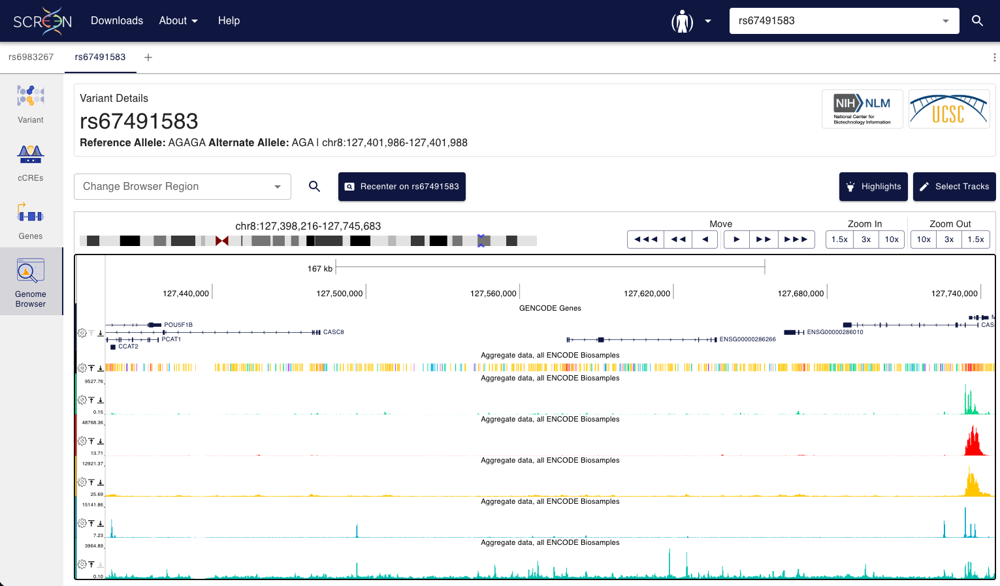 SCREEN
Downloads
About
Help
rs67491583
rs6983267
rs67491583
+
Variant
cCREs
Genes
Genome
Browser
Variant Details
rs67491583
Reference Allele: AGAGA Alternate Allele: AGA | chr8:127,401,986-127,401,988
NIH NLM
National Center for
Biotechnology Information
UCSC
Change Browser Region
Recenter on rs67491583
Highlights
Select Tracks
chr8:127,398,216-127,745,683
Move
Zoom In
1.5x
3x
10x
Zoom Out
10x
3x
1.5x
167 kb
127,440,000
127,500,000
127,560,000
127,620,000
127,680,000
127,740,000
GENCODE Genes
M
POU5F1B
CASC8
PCAT1
CCAT2
ENSG00000286266
ENSG00000286010
CASC
Aggregate data, all ENCODE Biosamples
Aggregate data, all ENCODE Biosamples
9527.76
0.15
Aggregate data, all ENCODE Biosamples
48768.36
13.71
Aggregate data, all ENCODE Biosamples
12921.37
25.69
Aggregate data, all ENCODE Biosamples
15141.86
7.23
Aggregate data, all ENCODE Biosamples
3964.89
0.10